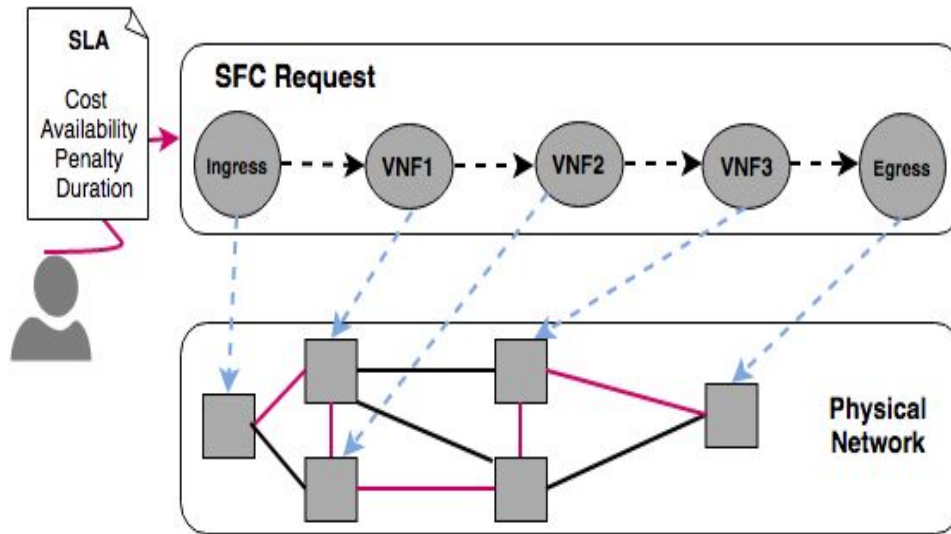 SLA
Cost
Availability
Penalty
Duration
SFC Request
Ingress
VNF1
VNF2
VNF3
Egress
Physical
Network